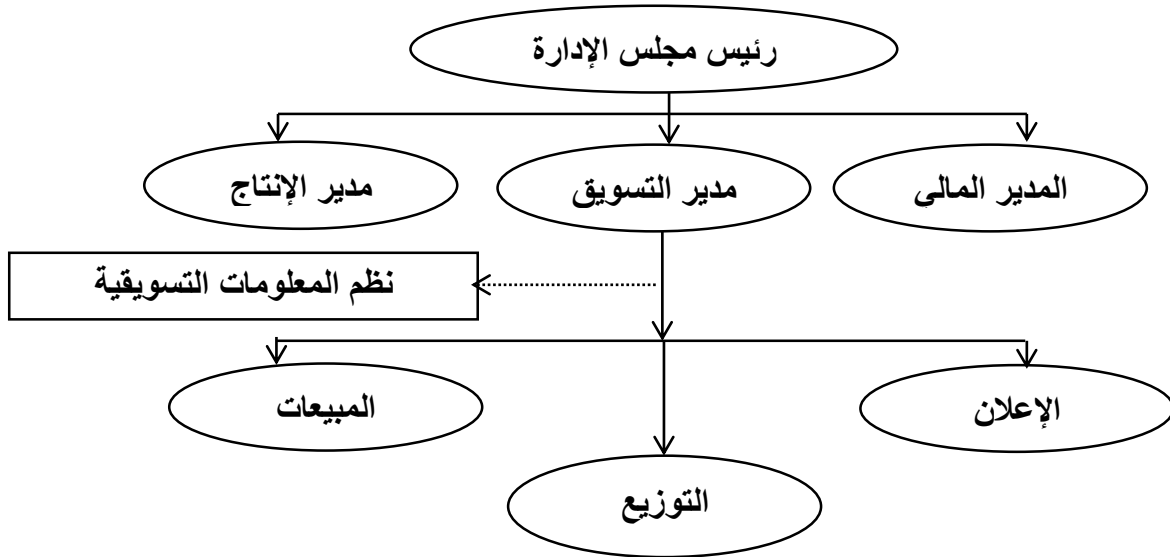 رئيس مجلس الإدارة
المدير المالى
مدير التسويق
مدير الإنتاج
نظم المعلومات التسويقية
الإعلان
المبيعات
التوزيع